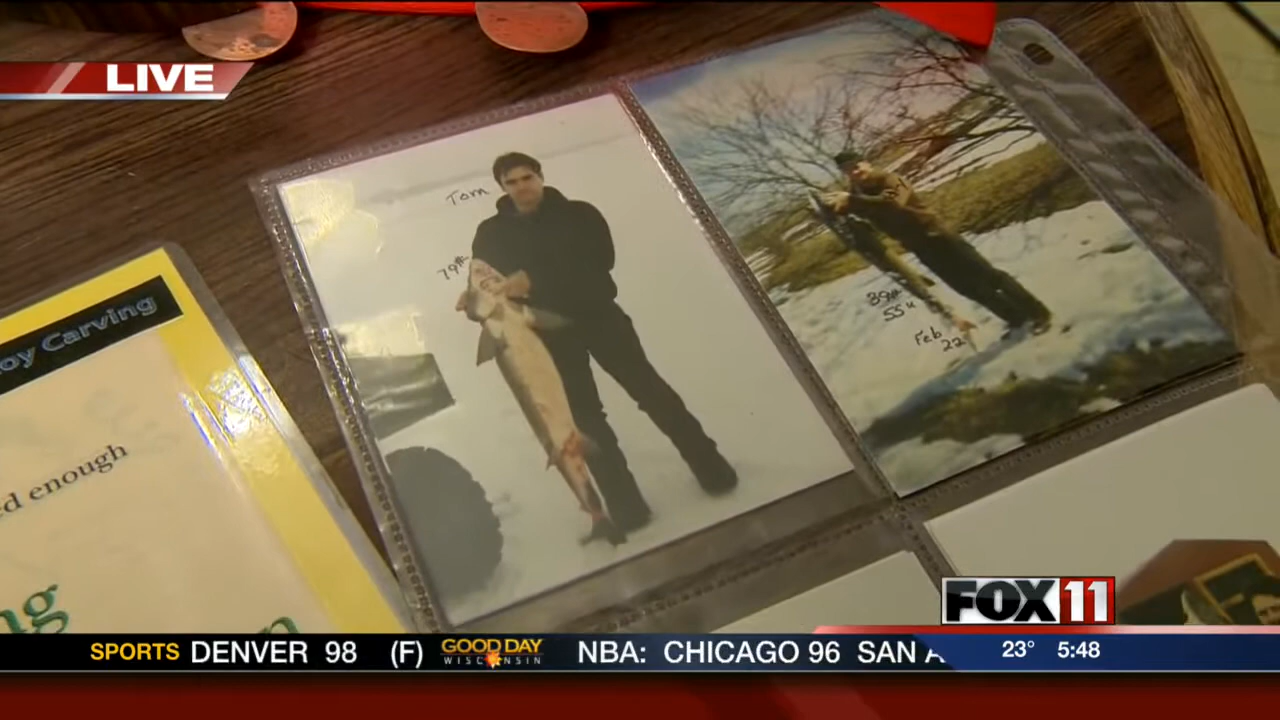 LIVE
Tom
79#
39#
55"
Feb
22
oy Carving
d enough
ng
n
FOX 11
SPORTS DENVER 98 (F) GOOD DAY WISCONSIN NBA: CHICAGO 96 SAN A 23° 5:48